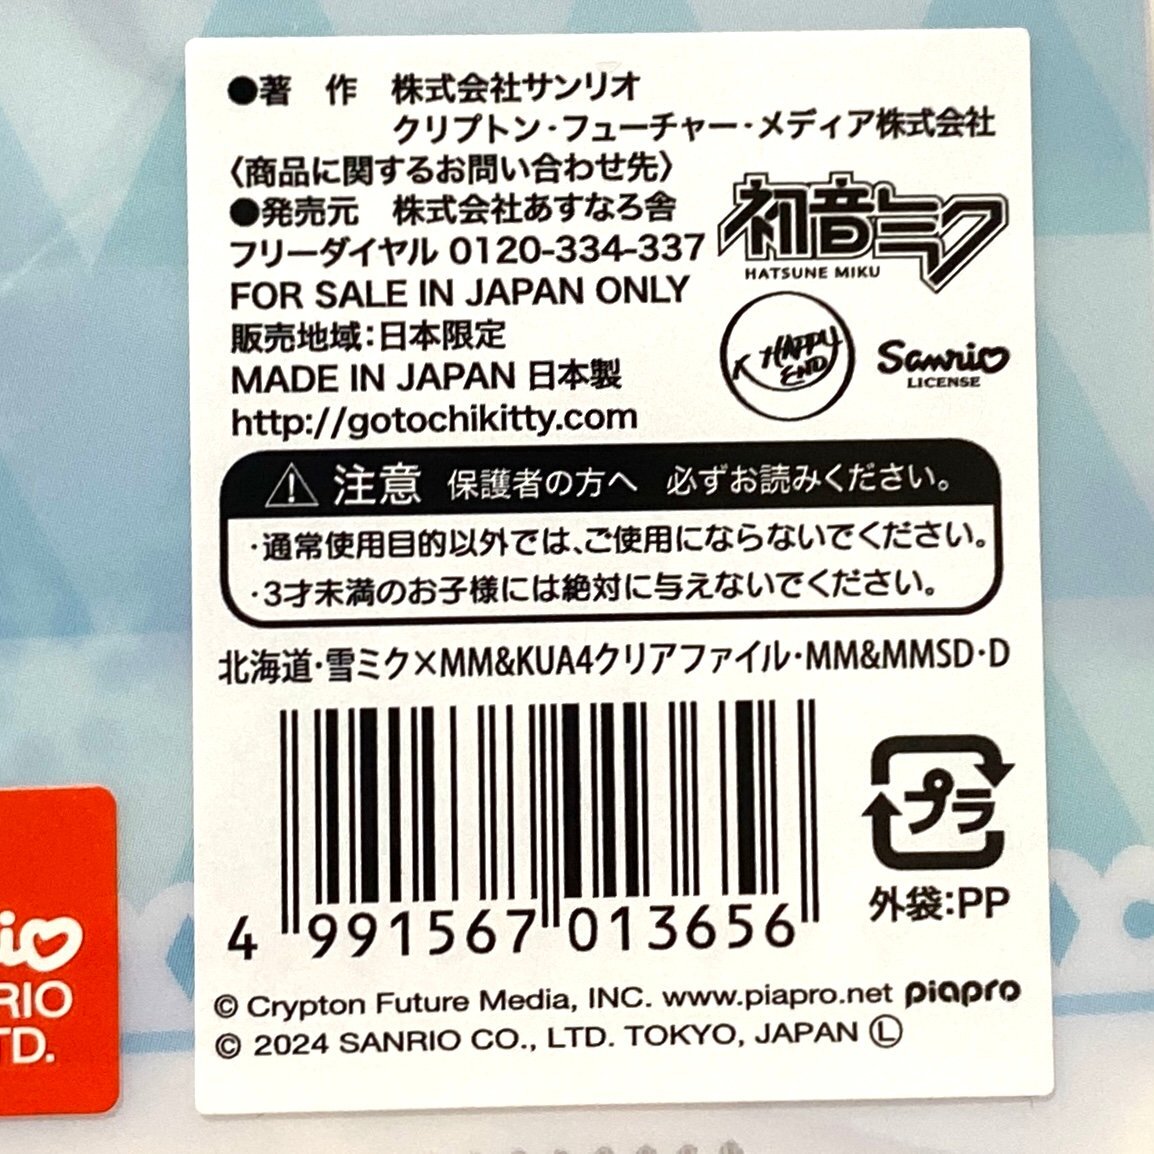 ●著　作　株式会社サンリオ
クリプトン・フューチャー・メディア株式会社
〈商品に関するお問い合わせ先〉
●発売元　株式会社あすなろ舎
フリーダイヤル 0120-334-337
FOR SALE IN JAPAN ONLY
販売地域：日本限定
MADE IN JAPAN 日本製
http://gotochikitty.com
初音ミク
HATSUNE MIKU
HAPPY
END
Sanrio
LICENSE
注意　保護者の方へ　必ずお読みください。
・通常使用目的以外では、ご使用にならないでください。
・3才未満のお子様には絶対に与えないでください。
北海道・雪ミク×MM&KUA4クリアファイル・MM&MMSD・D
4 991567 013656
プラ
外袋：PP
© Crypton Future Media, INC. www.piapro.net piapro
© 2024 SANRIO CO., LTD. TOKYO, JAPAN Ⓛ
io
RIO
TD.